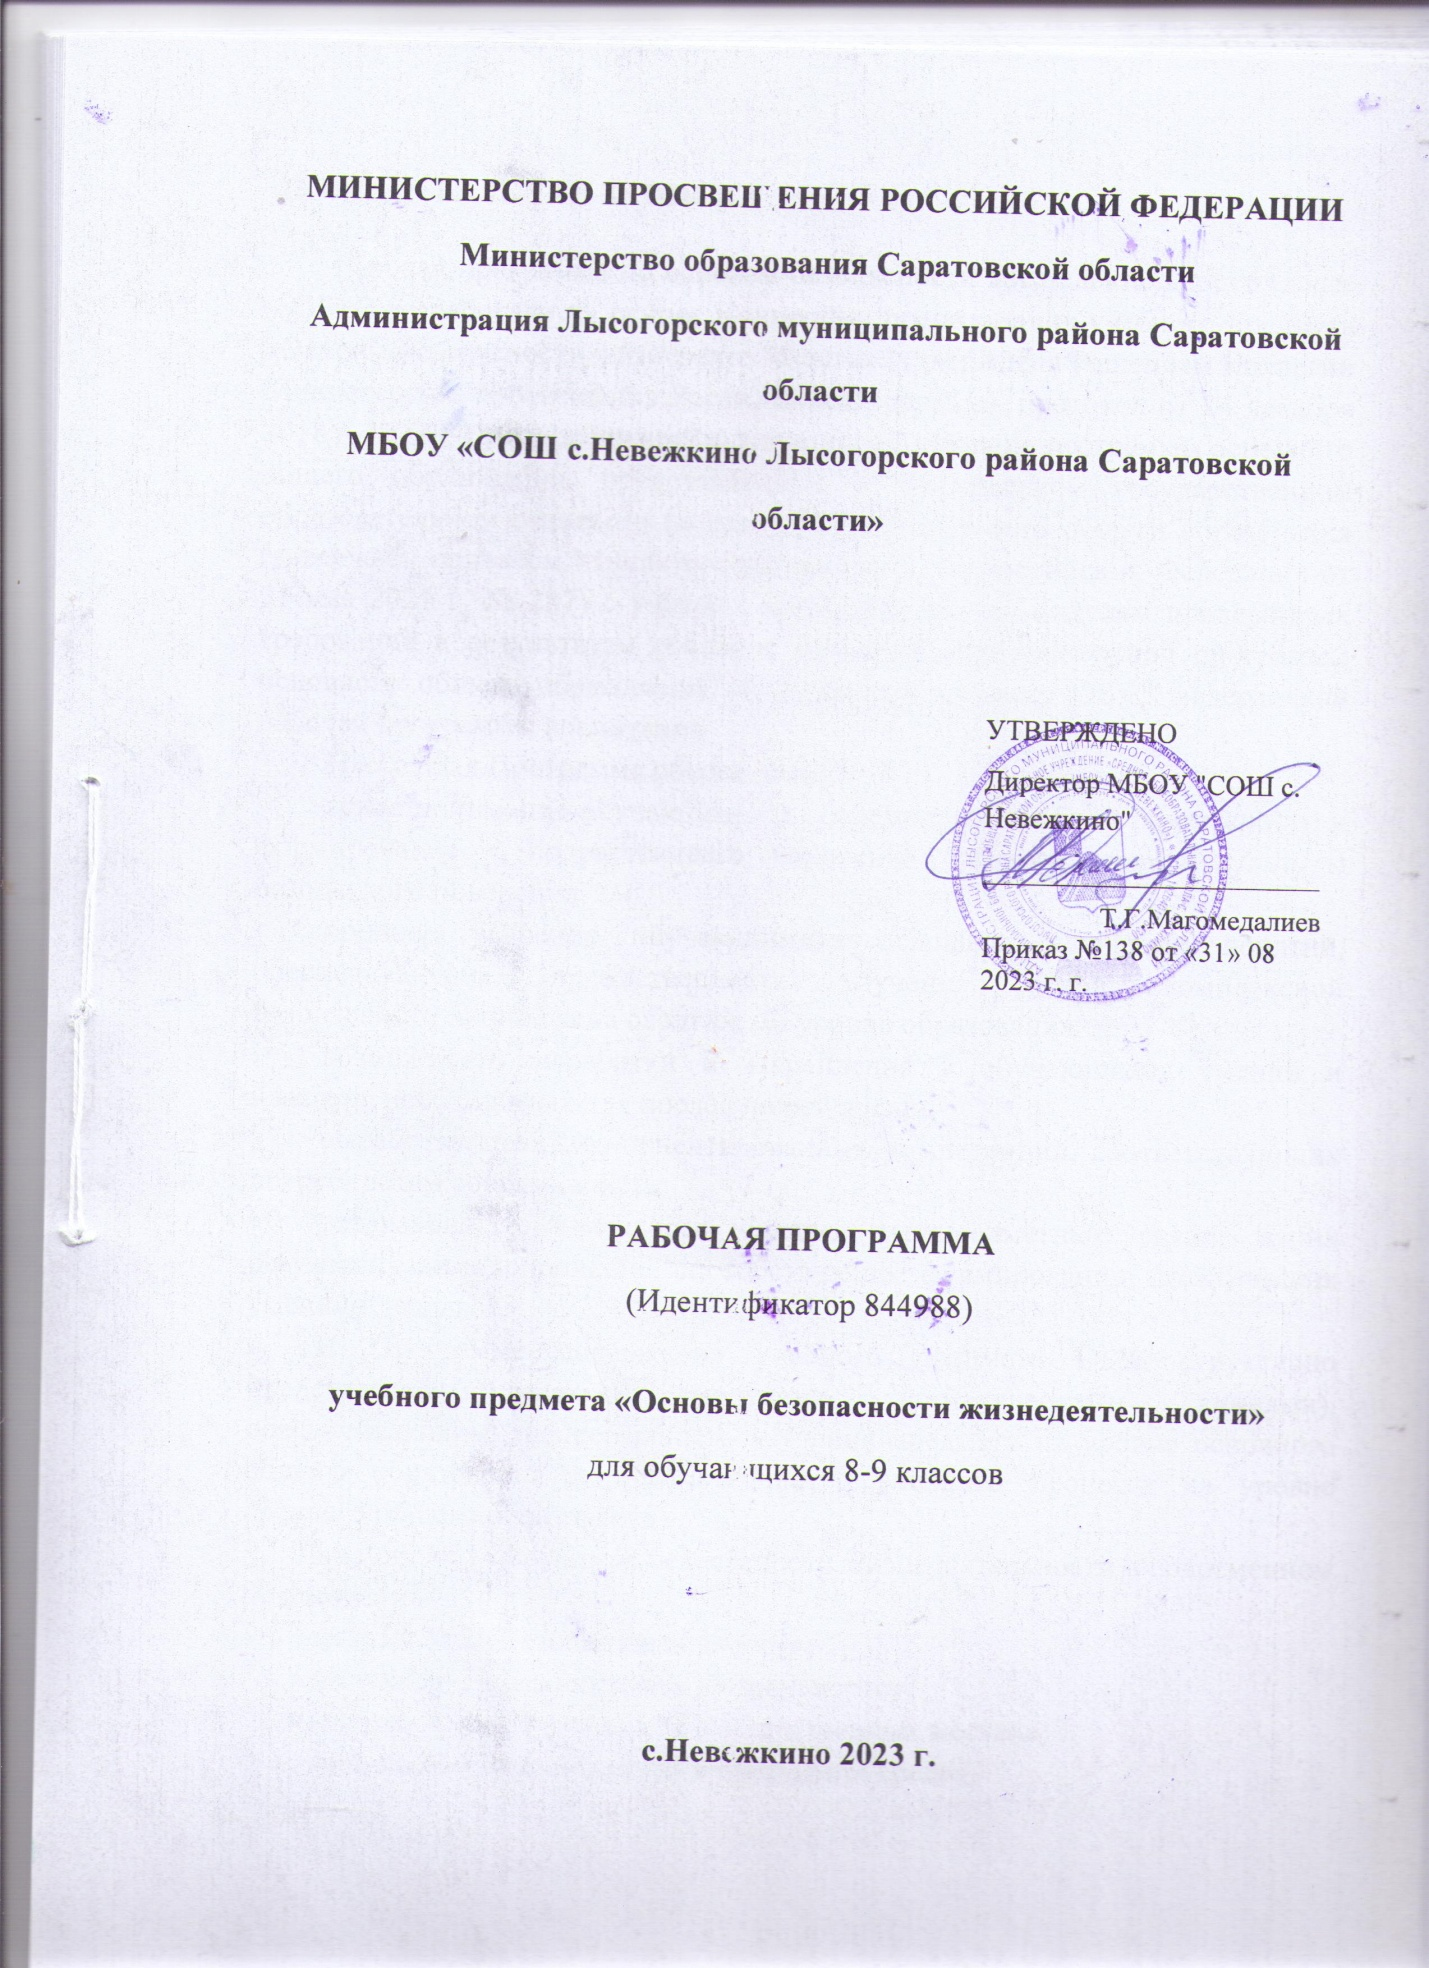 МИНИСТЕРСТВО ПРОСВЕЩЕНИЯ РОССИЙСКОЙ ФЕДЕРАЦИИ
Министерство образования Саратовской области
Администрация Лысогорского муниципального района Саратовской
области
МБОУ «СОШ с.Невежкино Лысогорского района Саратовской
области»
УТВЕРЖДЕНО
Директор МБОУ "СОШ с.
Невежкино"
Т.Г.Магомедалиев
Приказ №138 от «31» 08
2023 г. г.
РАБОЧАЯ ПРОГРАММА
(Идентификатор 844988)
учебного предмета «Основы безопасности жизнедеятельности»
для обучающихся 8-9 классов
с.Невежкино 2023 г.